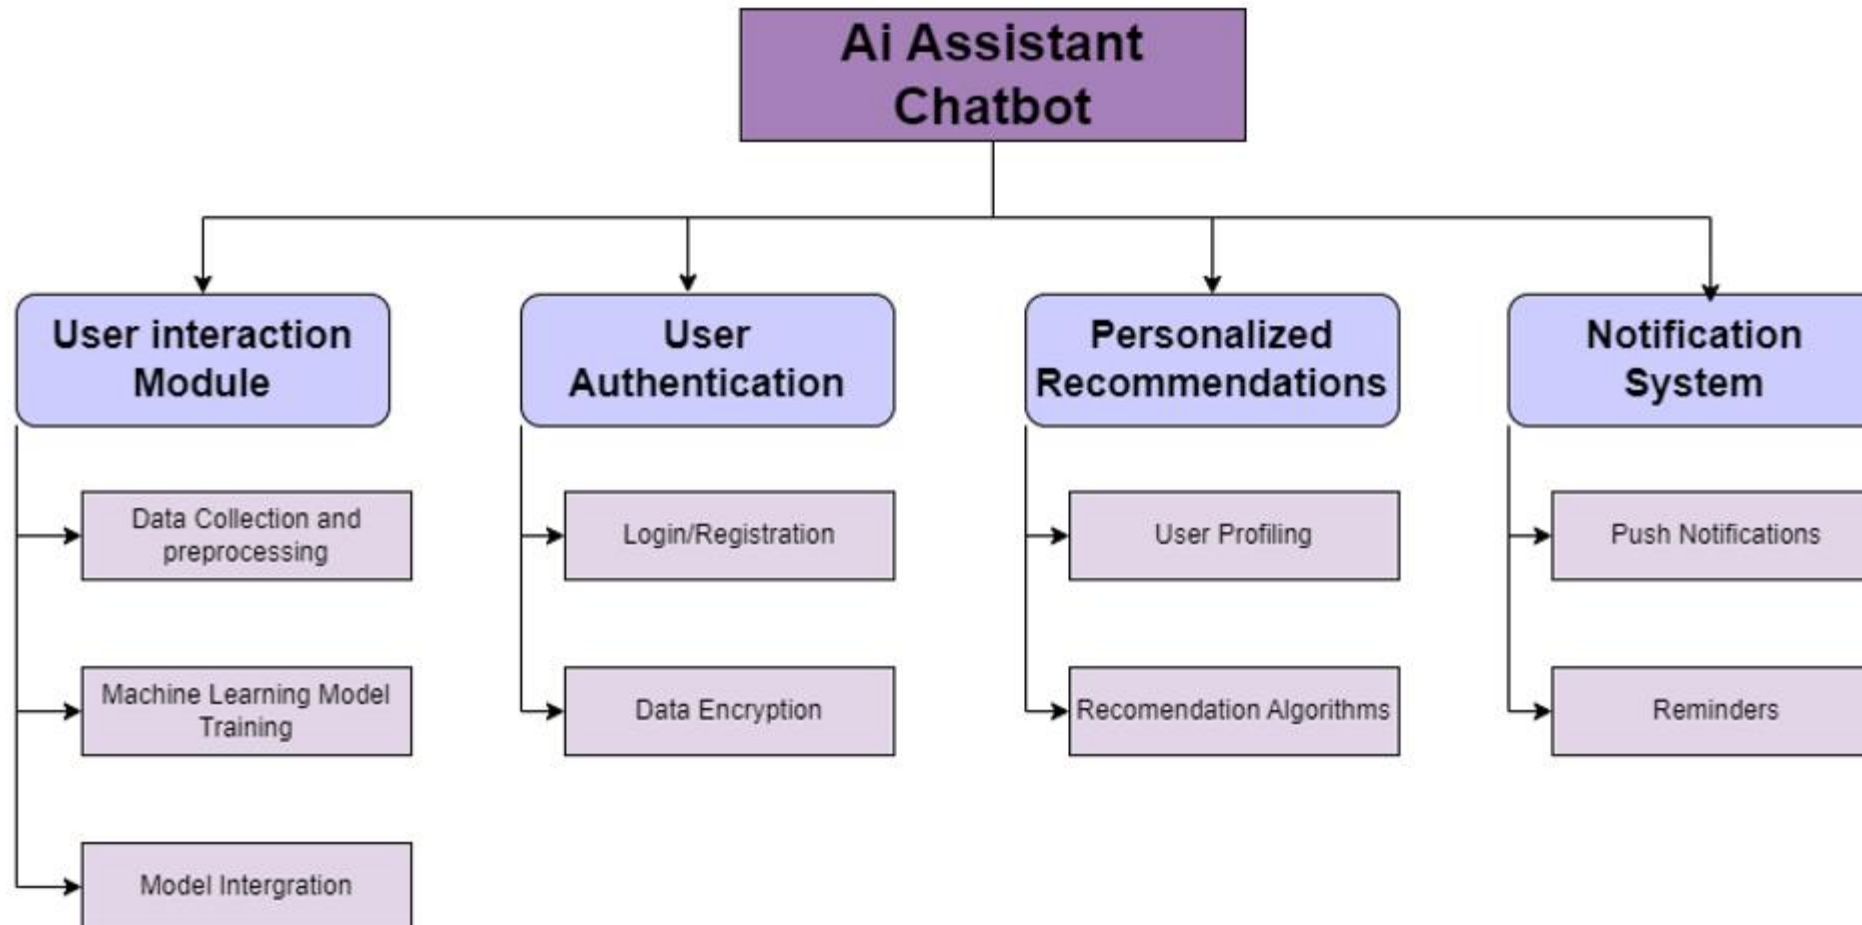 Ai Assistant
Chatbot
User interaction
Module
User
Authentication
Personalized
Recommendations
Notification
System
Data Collection and
preprocessing
Login/Registration
User Profiling
Push Notifications
Machine Learning Model
Training
Data Encryption
Recomendation Algorithms
Reminders
Model Intergration